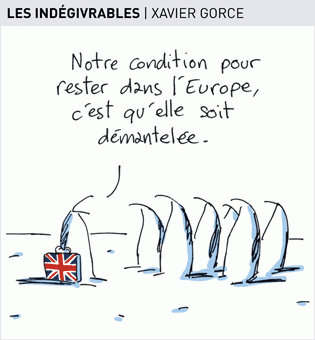 LES INDÉGIVRABLES | XAVIER GORCE
Notre condition pour
rester dans l'Europe,
c'est qu'elle soit
démantelée.